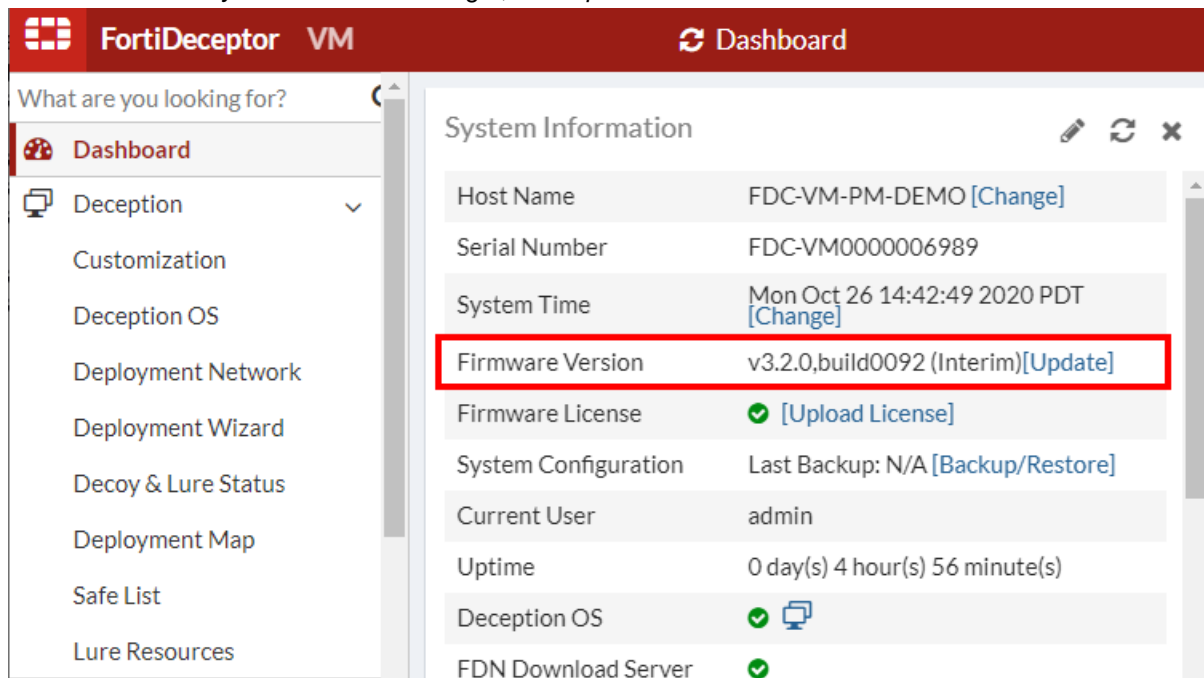 FortiDeceptor VM
Dashboard
What are you looking for?
Dashboard
Deception
Customization
Deception OS
Deployment Network
Deployment Wizard
Decoy & Lure Status
Deployment Map
Safe List
Lure Resources
System Information
Host Name FDC-VM-PM-DEMO [Change]
Serial Number FDC-VM0000006989
System Time Mon Oct 26 14:42:49 2020 PDT
[Change]
Firmware Version v3.2.0,build0092 (Interim)[Update]
Firmware License [Upload License]
System Configuration Last Backup: N/A [Backup/Restore]
Current User admin
Uptime 0 day(s) 4 hour(s) 56 minute(s)
Deception OS
FDN Download Server